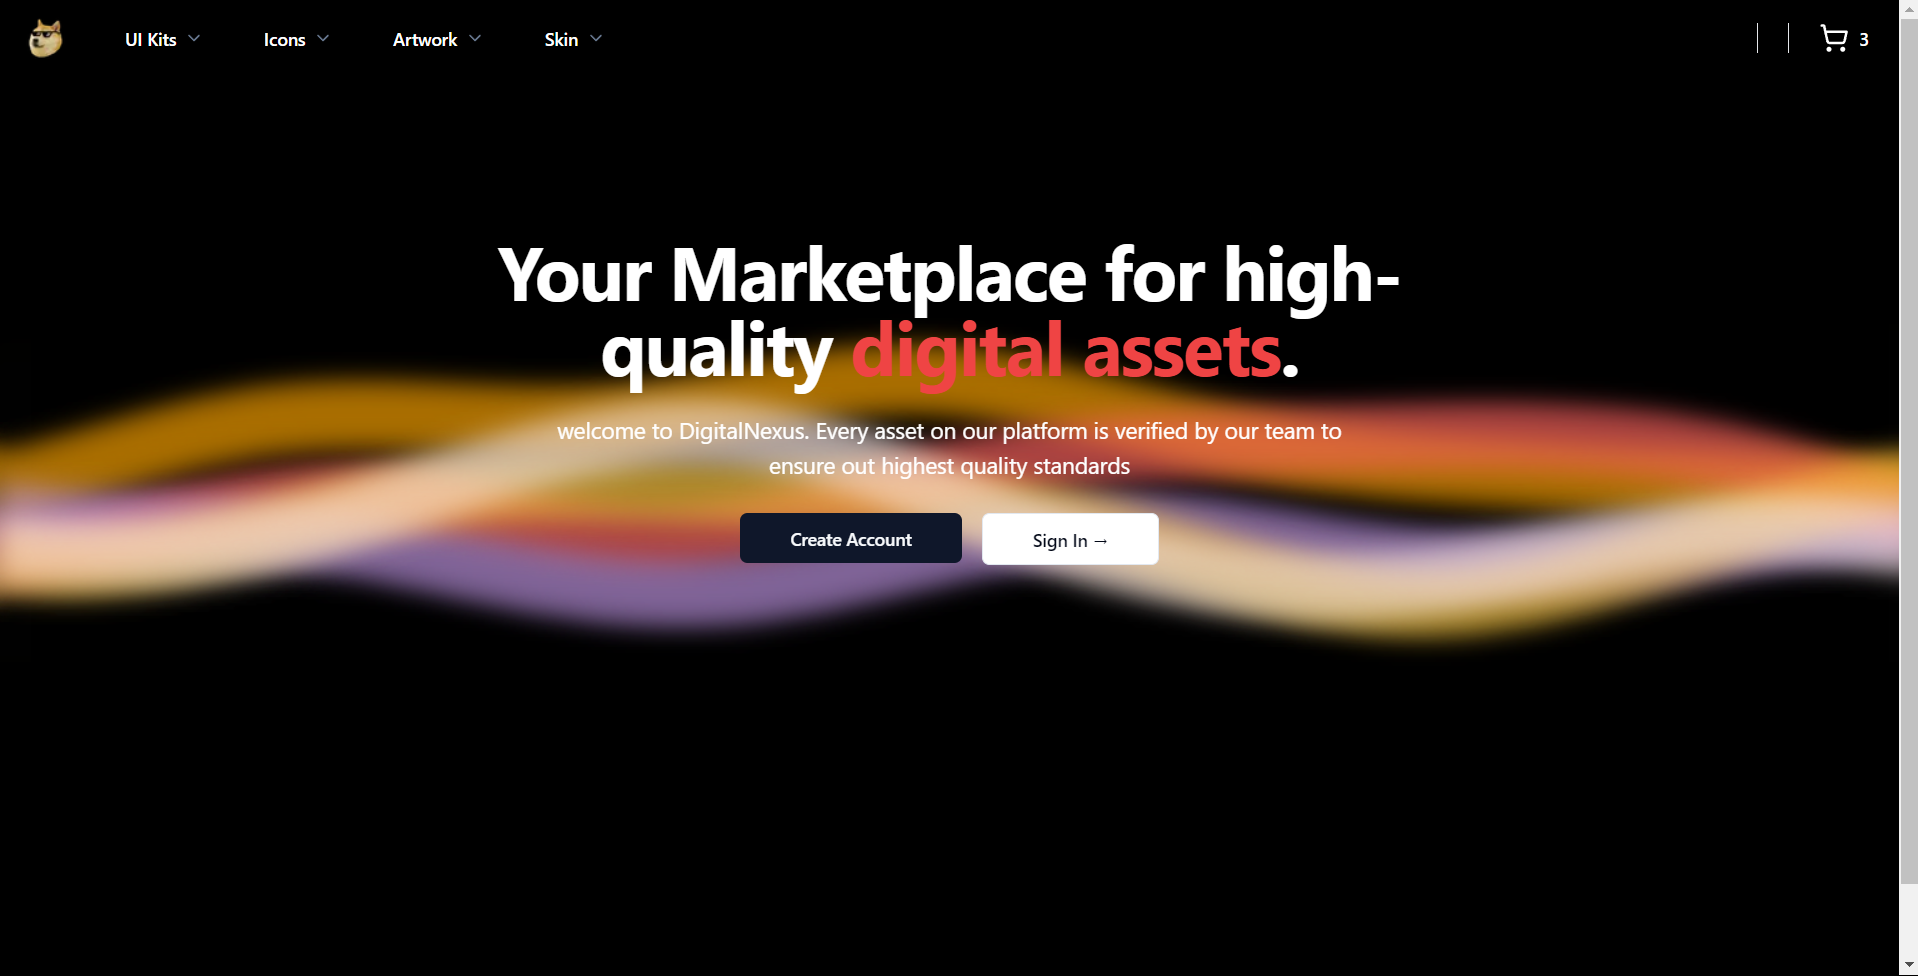 UI Kits Icons Artwork Skin 3
Your Marketplace for high-
quality digital assets.
welcome to DigitalNexus. Every asset on our platform is verified by our team to
ensure out highest quality standards
Create Account Sign In →